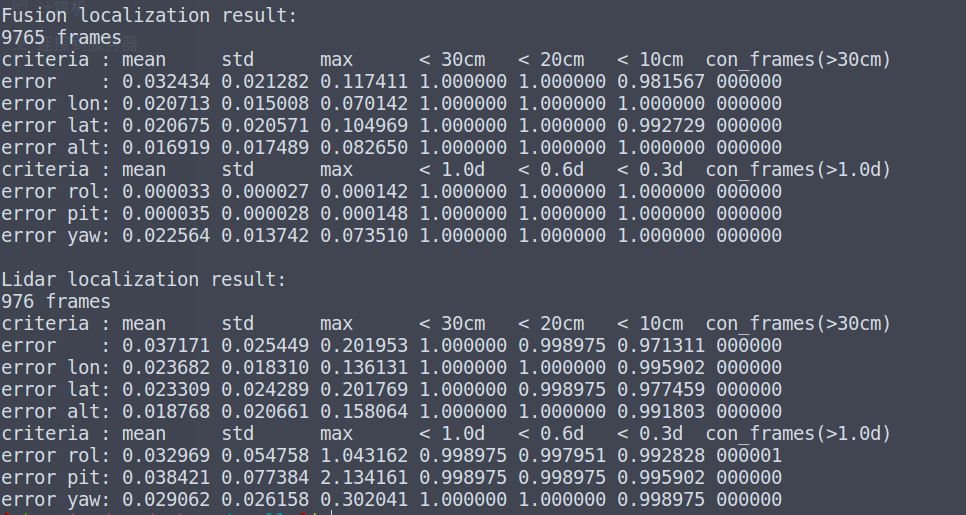 Fusion localization result:
9765 frames
criteria : mean     std      max      < 30cm   < 20cm   < 10cm  con_frames(>30cm)
error    : 0.032434 0.021282 0.117411 1.000000 1.000000 0.981567 000000
error lon: 0.020713 0.015008 0.070142 1.000000 1.000000 1.000000 000000
error lat: 0.020675 0.020571 0.104969 1.000000 1.000000 0.992729 000000
error alt: 0.016919 0.017489 0.082650 1.000000 1.000000 1.000000 000000
criteria : mean     std      max      < 1.0d   < 0.6d   < 0.3d  con_frames(>1.0d)
error rol: 0.000033 0.000027 0.000142 1.000000 1.000000 1.000000 000000
error pit: 0.000035 0.000028 0.000148 1.000000 1.000000 1.000000 000000
error yaw: 0.022564 0.013742 0.073510 1.000000 1.000000 1.000000 000000
Lidar localization result:
976 frames
criteria : mean     std      max      < 30cm   < 20cm   < 10cm  con_frames(>30cm)
error    : 0.037171 0.025449 0.201953 1.000000 0.998975 0.971311 000000
error lon: 0.023682 0.018310 0.136131 1.000000 1.000000 0.995902 000000
error lat: 0.023309 0.024289 0.201769 1.000000 0.998975 0.977459 000000
error alt: 0.018768 0.020661 0.158064 1.000000 1.000000 0.991803 000000
criteria : mean     std      max      < 1.0d   < 0.6d   < 0.3d  con_frames(>1.0d)
error rol: 0.032969 0.054758 1.043162 0.998975 0.997951 0.992828 000001
error pit: 0.038421 0.077384 2.134161 0.998975 0.998975 0.995902 000000
error yaw: 0.029062 0.026158 0.302041 1.000000 1.000000 0.998975 000000